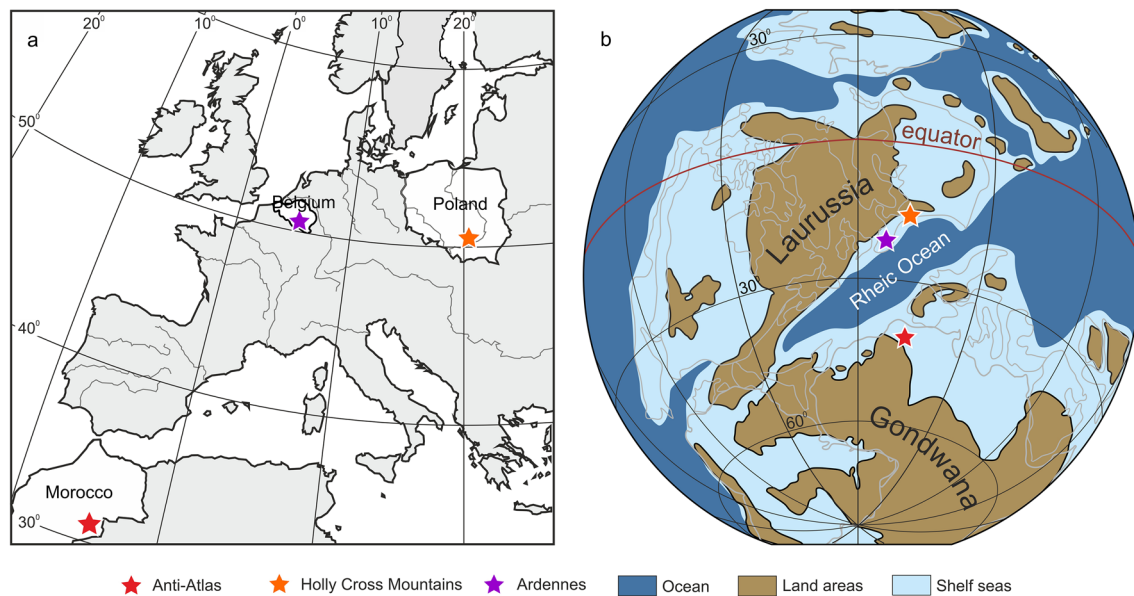 a
20⁰
10⁰
0⁰
10⁰
20⁰
50⁰
40⁰
30⁰
Belgium
Poland
Morocco
b
30⁰
equator
Laurussia
Rheic Ocean
30⁰
60⁰
Gondwana
Anti-Atlas
Holly Cross Mountains
Ardennes
Ocean
Land areas
Shelf seas